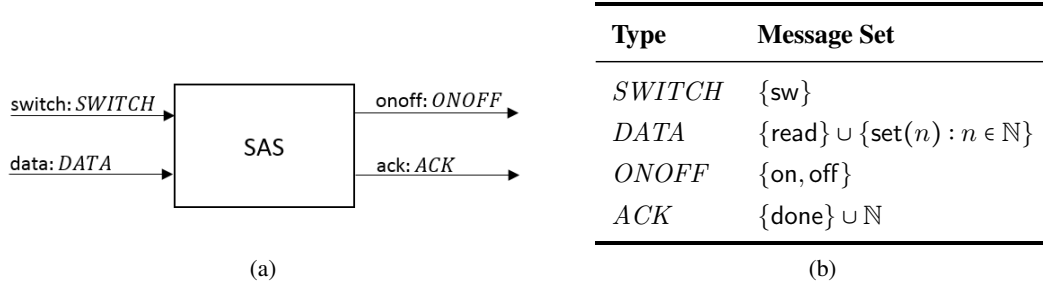 switch: SWITCH
onoff: ONOFF
SAS
data: DATA
ack: ACK
(a)
Type Message Set
SWITCH {sw}
DATA {read} ∪ {set(n) : n ∈ ℕ}
ONOFF {on, off}
ACK {done} ∪ ℕ
(b)